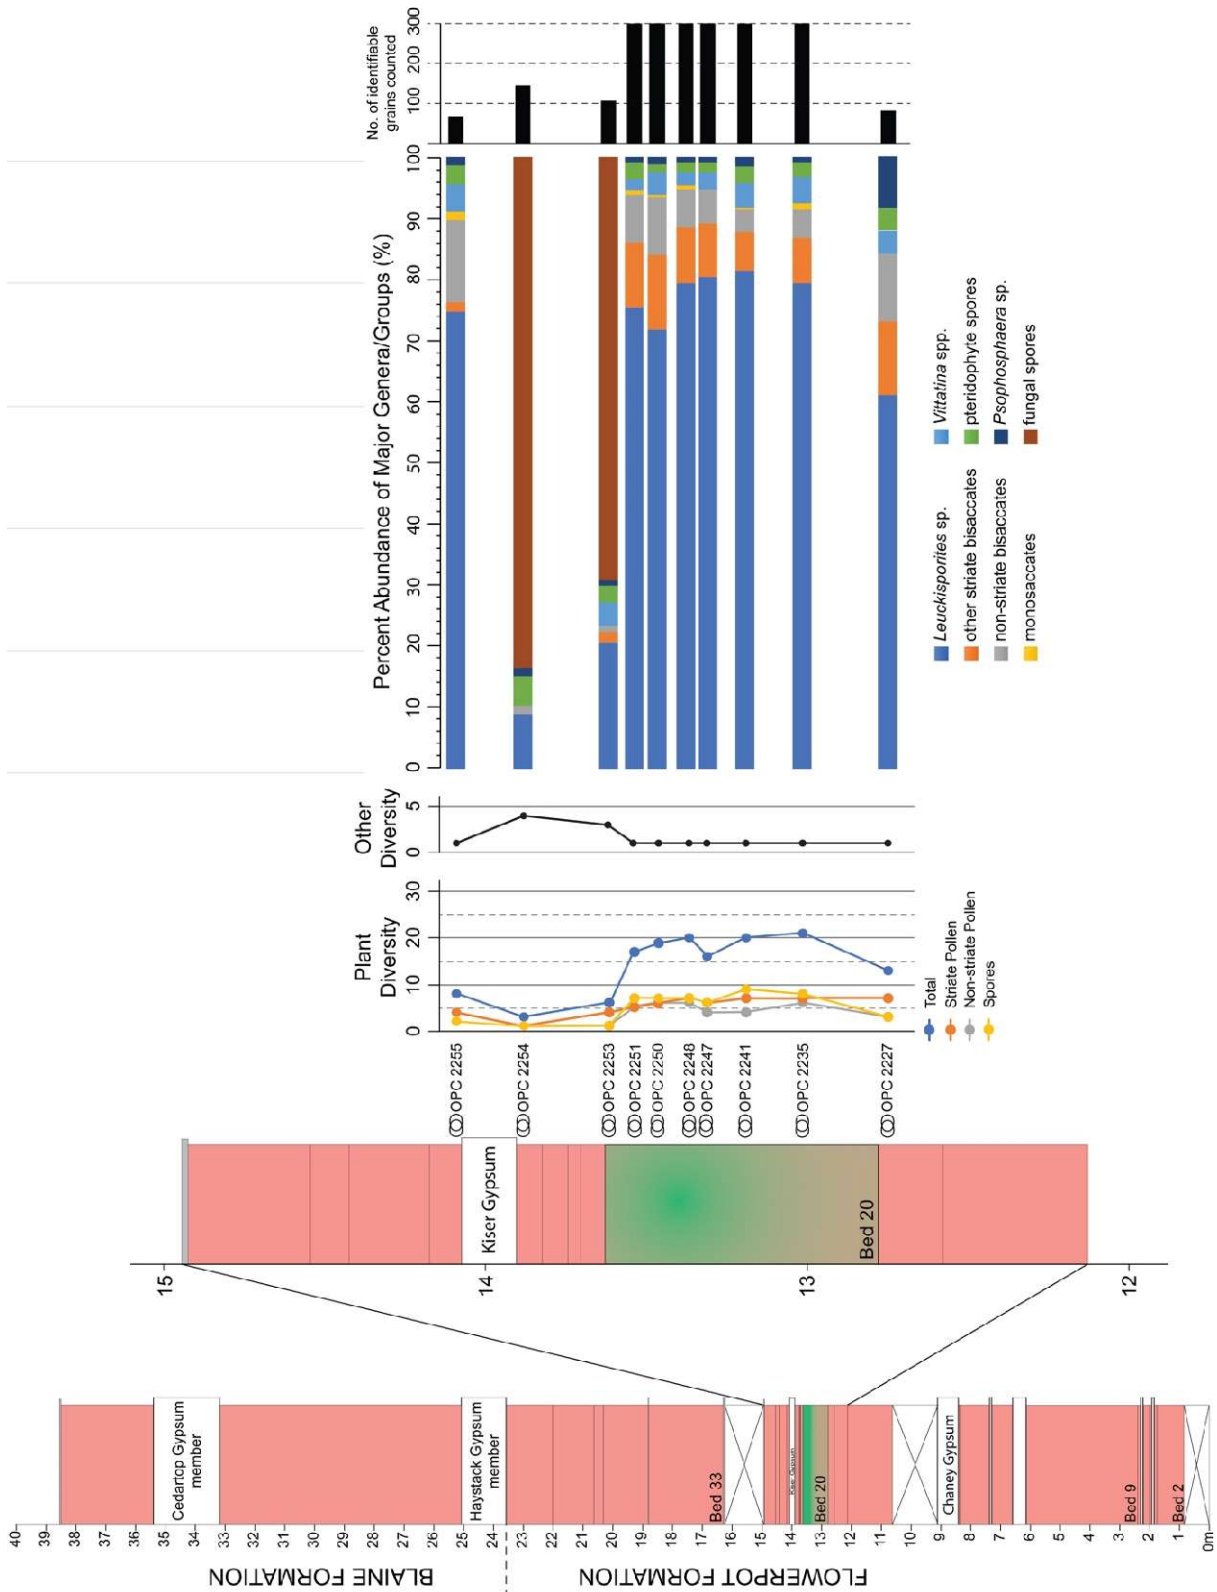 No. of identifiable
grains counted
300
200
100
Percent Abundance of Major Genera/Groups (%)
100
90
80
70
60
50
40
30
20
10
0
Leuckisporites sp.
other striate bisaccates
non-striate bisaccates
monosaccates
Vittatina spp.
pteridophyte spores
Psophosphaera sp.
fungal spores
Other
Diversity
5
0
Plant
Diversity
30
20
10
0
Total
Striate Pollen
Non-striate Pollen
Spores
OPC 2255
OPC 2254
OPC 2253
OPC 2251
OPC 2250
OPC 2248
OPC 2247
OPC 2241
OPC 2235
OPC 2227
Kiser Gypsum
Bed 20
15
14
13
12
Cedartop Gypsum
member
Haystack Gypsum
member
Bed 33
Kiser Gypsum
Bed 20
Chaney Gypsum
Bed 9
Bed 2
40
39
38
37
36
35
34
33
32
31
30
29
28
27
26
25
24
23
22
21
20
19
18
17
16
15
14
13
12
11
10
9
8
7
6
5
4
3
2
1
0m
BLAINE FORMATION
FLOWERPOT FORMATION